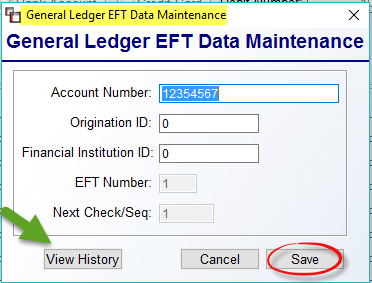 General Ledger EFT Data Maintenance
General Ledger EFT Data Maintenance
Account Number: 12354567
Origination ID: 0
Financial Institution ID: 0
EFT Number: 1
Next Check/Seq: 1
View History Cancel Save